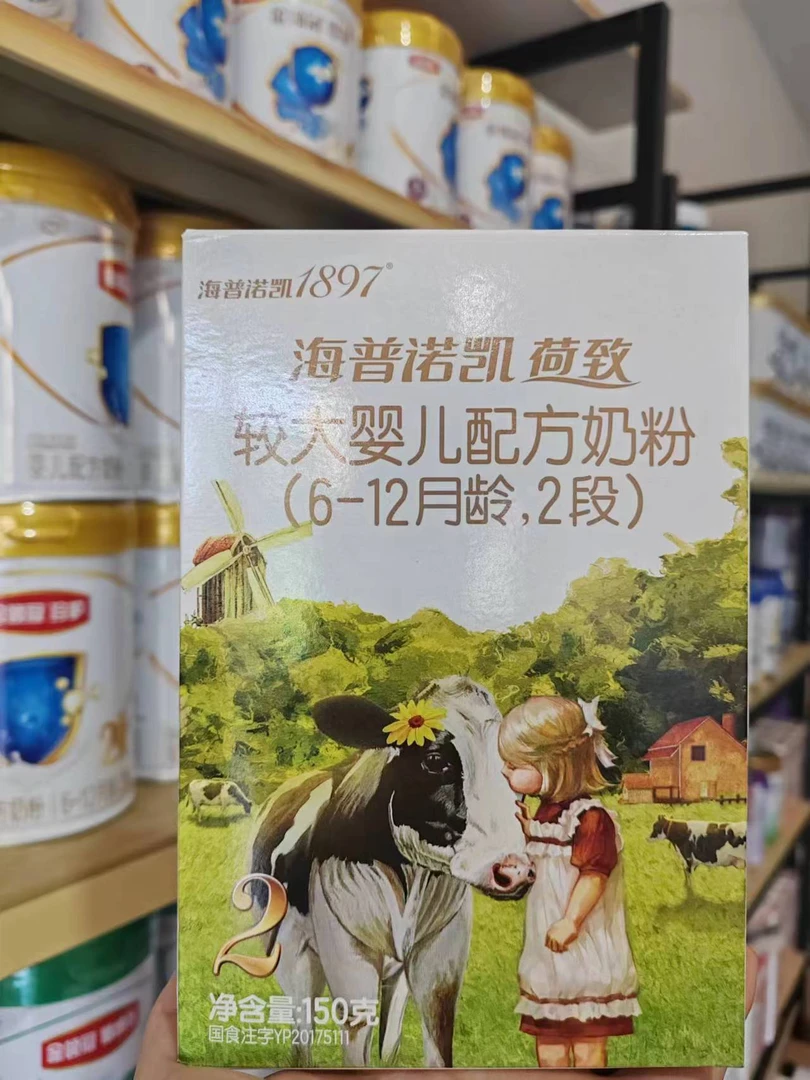 海普诺凯1897®
海普诺凯 荷致
较大婴儿配方奶粉
（6-12月龄,2段）
2
净含量:150克
国食注字YP20175111